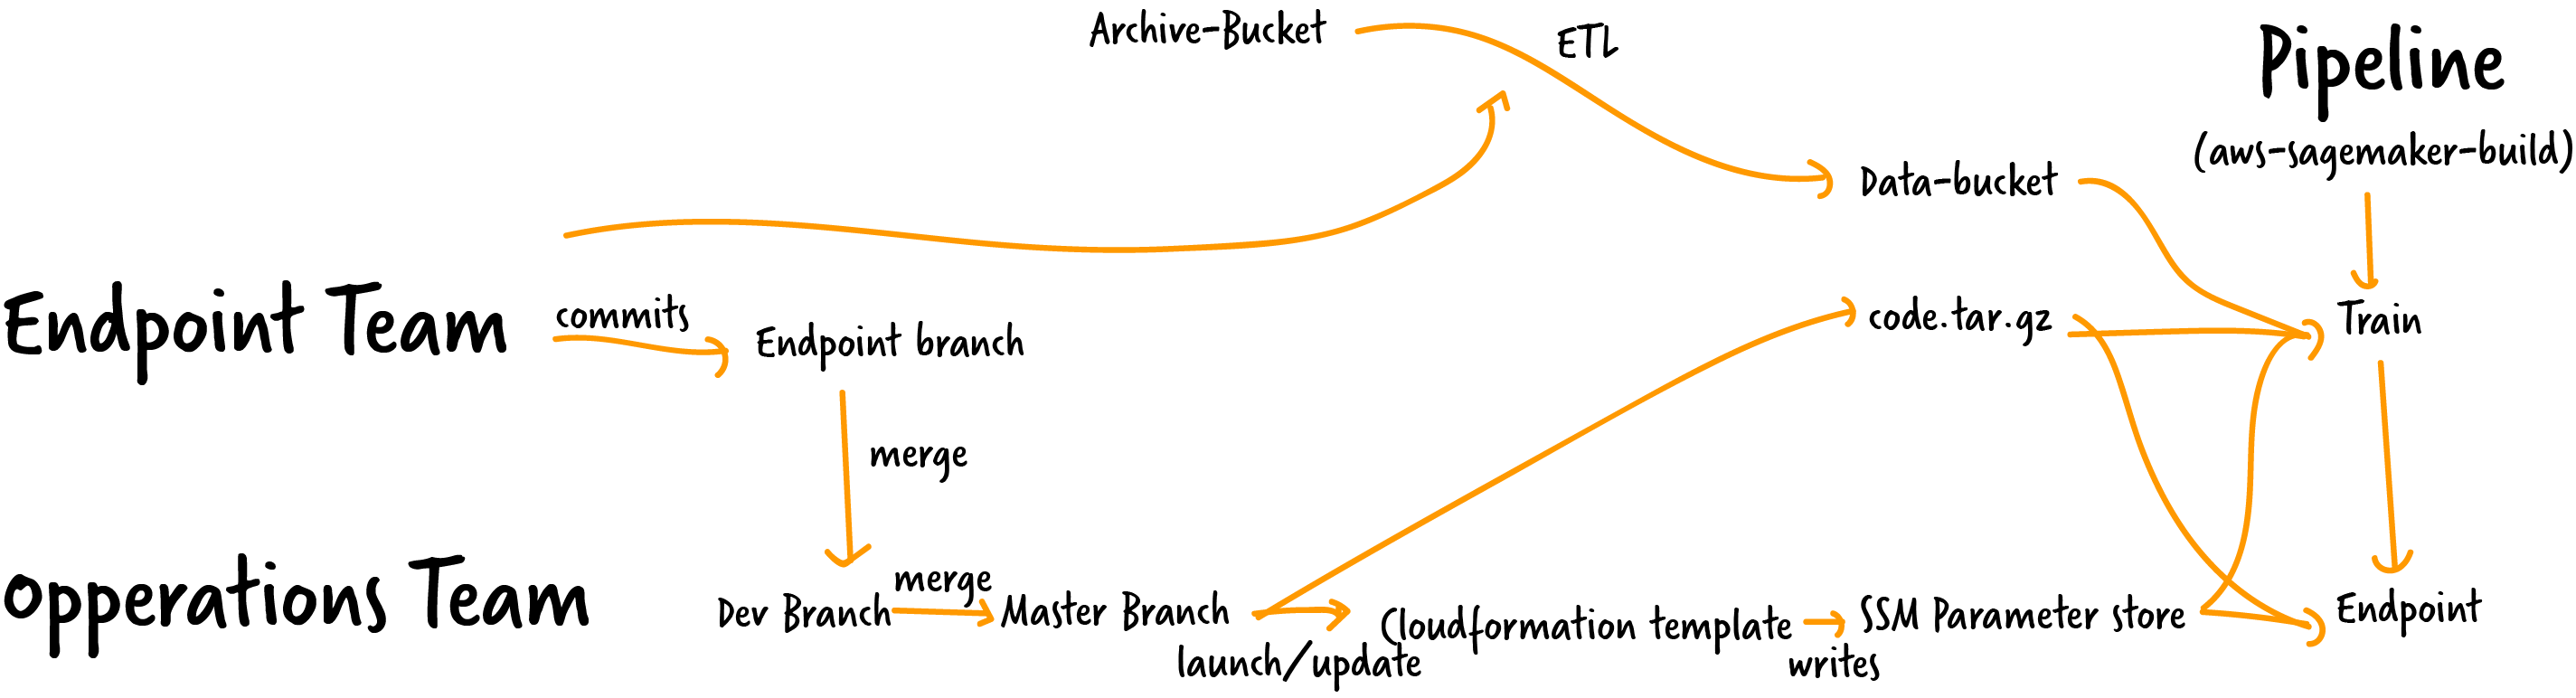 Archive-Bucket
ETL
Pipeline
(aws-sagemaker-build)
Data-bucket
Endpoint Team
commits
Endpoint branch
code.tar.gz
Train
merge
Opperations Team
Dev Branch
merge
Master Branch
launch/update
Cloudformation template
writes
SSM Parameter store
Endpoint